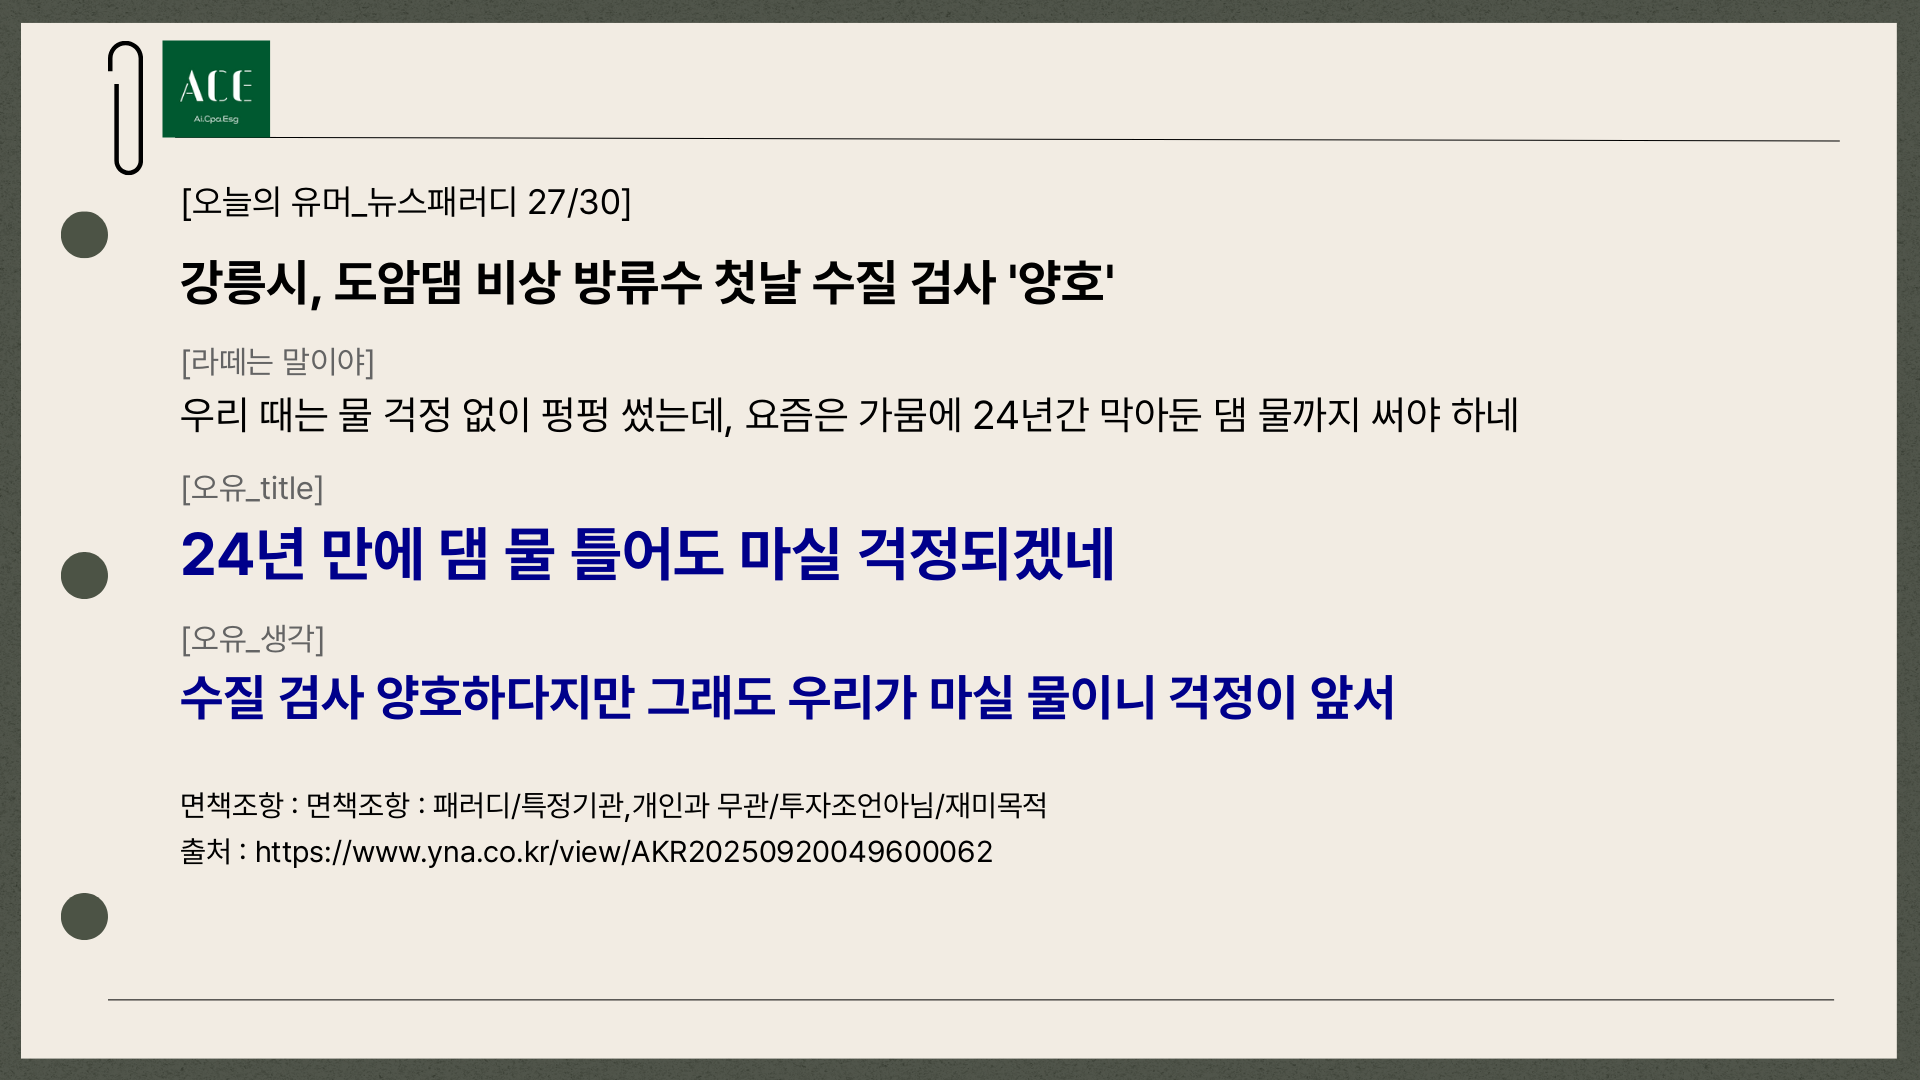 ACE
Ai.Cpa.Esg
[오늘의 유머_뉴스패러디 27/30]
강릉시, 도암댐 비상 방류수 첫날 수질 검사 '양호'
[라떼는 말이야]
우리 때는 물 걱정 없이 펑펑 썼는데, 요즘은 가뭄에 24년간 막아둔 댐 물까지 써야 하네
[오유_title]
24년 만에 댐 물 틀어도 마실 걱정되겠네
[오유_생각]
수질 검사 양호하다지만 그래도 우리가 마실 물이니 걱정이 앞서
면책조항 : 면책조항 : 패러디/특정기관,개인과 무관/투자조언아님/재미목적
출처 : https://www.yna.co.kr/view/AKR20250920049600062